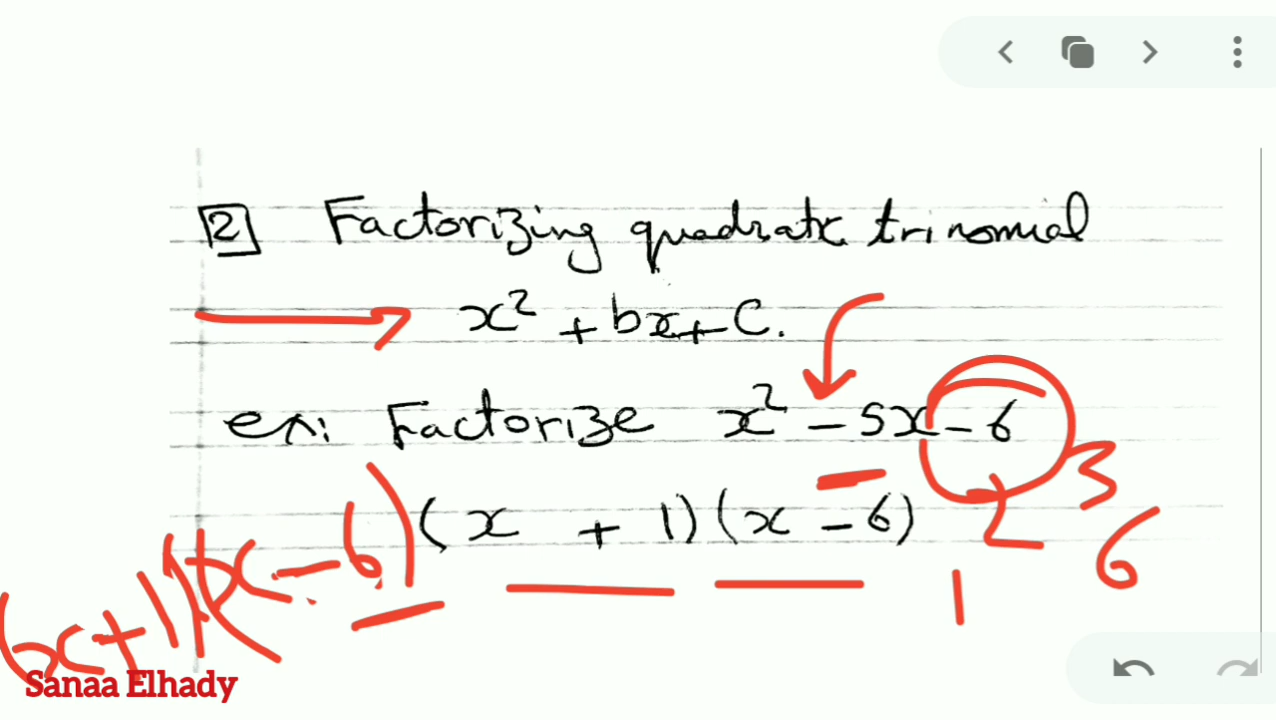 2 Factorizing quadratic trinomial
x² + bx + C.
ex: Factorize x² - 5x - 6
(x + 1)(x - 6)
(x+1)(x-6)
2 3
1 6
Sanaa Elhady